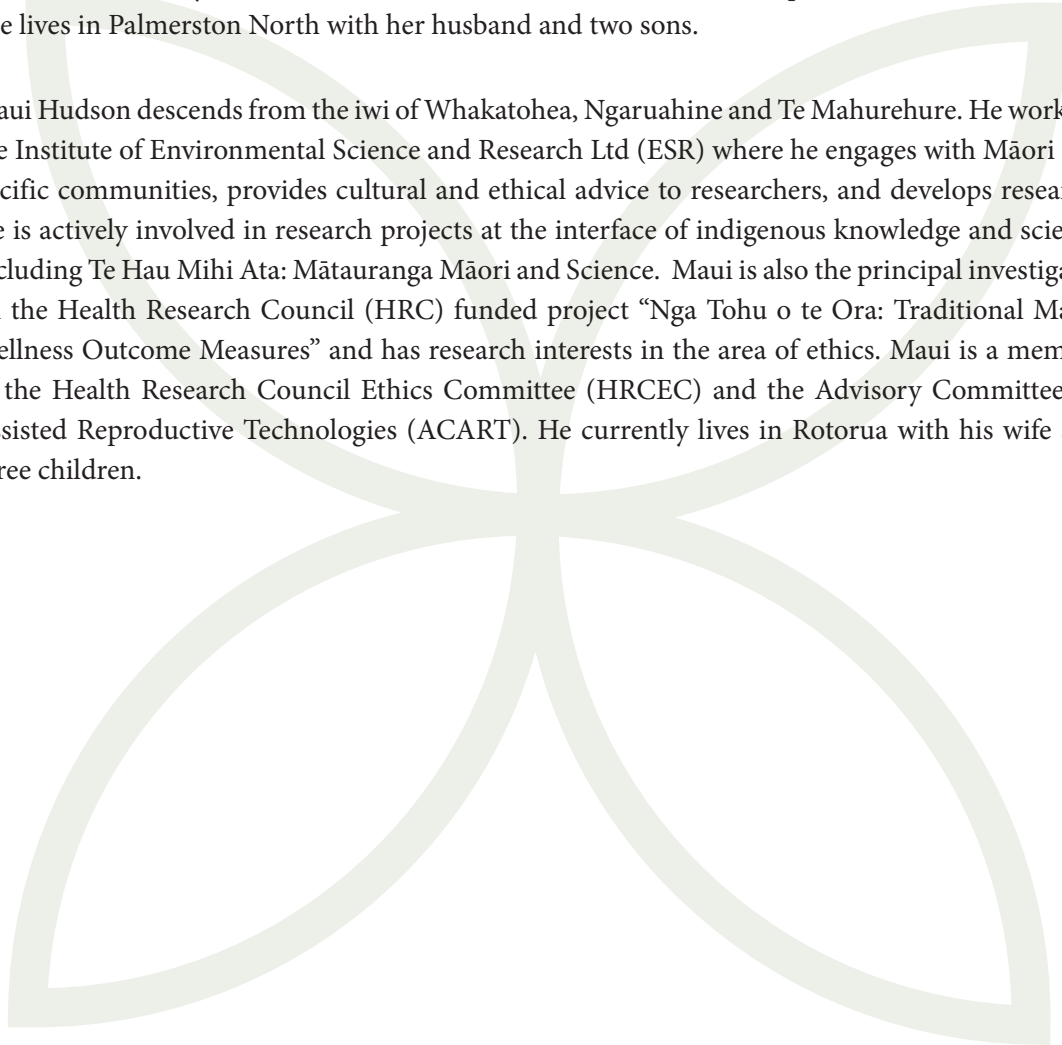 e lives in Palmerston North with her husband and two sons.
aui Hudson descends from the iwi of Whakatohea, Ngaruahine and Te Mahurehure. He work
e Institute of Environmental Science and Research Ltd (ESR) where he engages with Māori
cific communities, provides cultural and ethical advice to researchers, and develops resear
e is actively involved in research projects at the interface of indigenous knowledge and scie
cluding Te Hau Mihi Ata: Mātauranga Māori and Science. Maui is also the principal investiga
the Health Research Council (HRC) funded project “Nga Tohu o te Ora: Traditional Ma
ellness Outcome Measures” and has research interests in the area of ethics. Maui is a mem
the Health Research Council Ethics Committee (HRCEC) and the Advisory Committee
ssisted Reproductive Technologies (ACART). He currently lives in Rotorua with his wife
ree children.